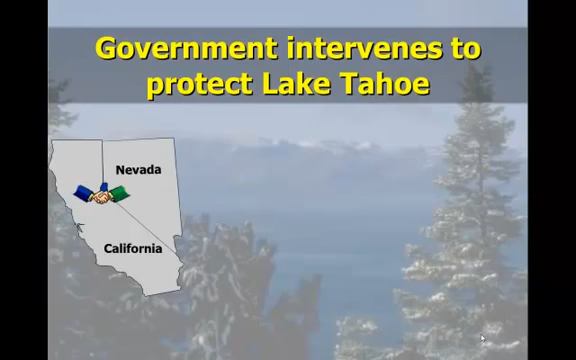 Government intervenes to
protect Lake Tahoe
Nevada
California